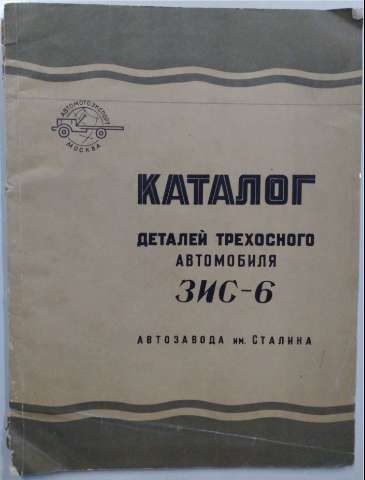 АВТОМОТОЭКСПОРТ
МОСКВА
КАТАЛОГ
ДЕТАЛЕЙ ТРЕХОСНОГО
АВТОМОБИЛЯ
ЗИС-6
АВТОЗАВОДА им. СТАЛИНА